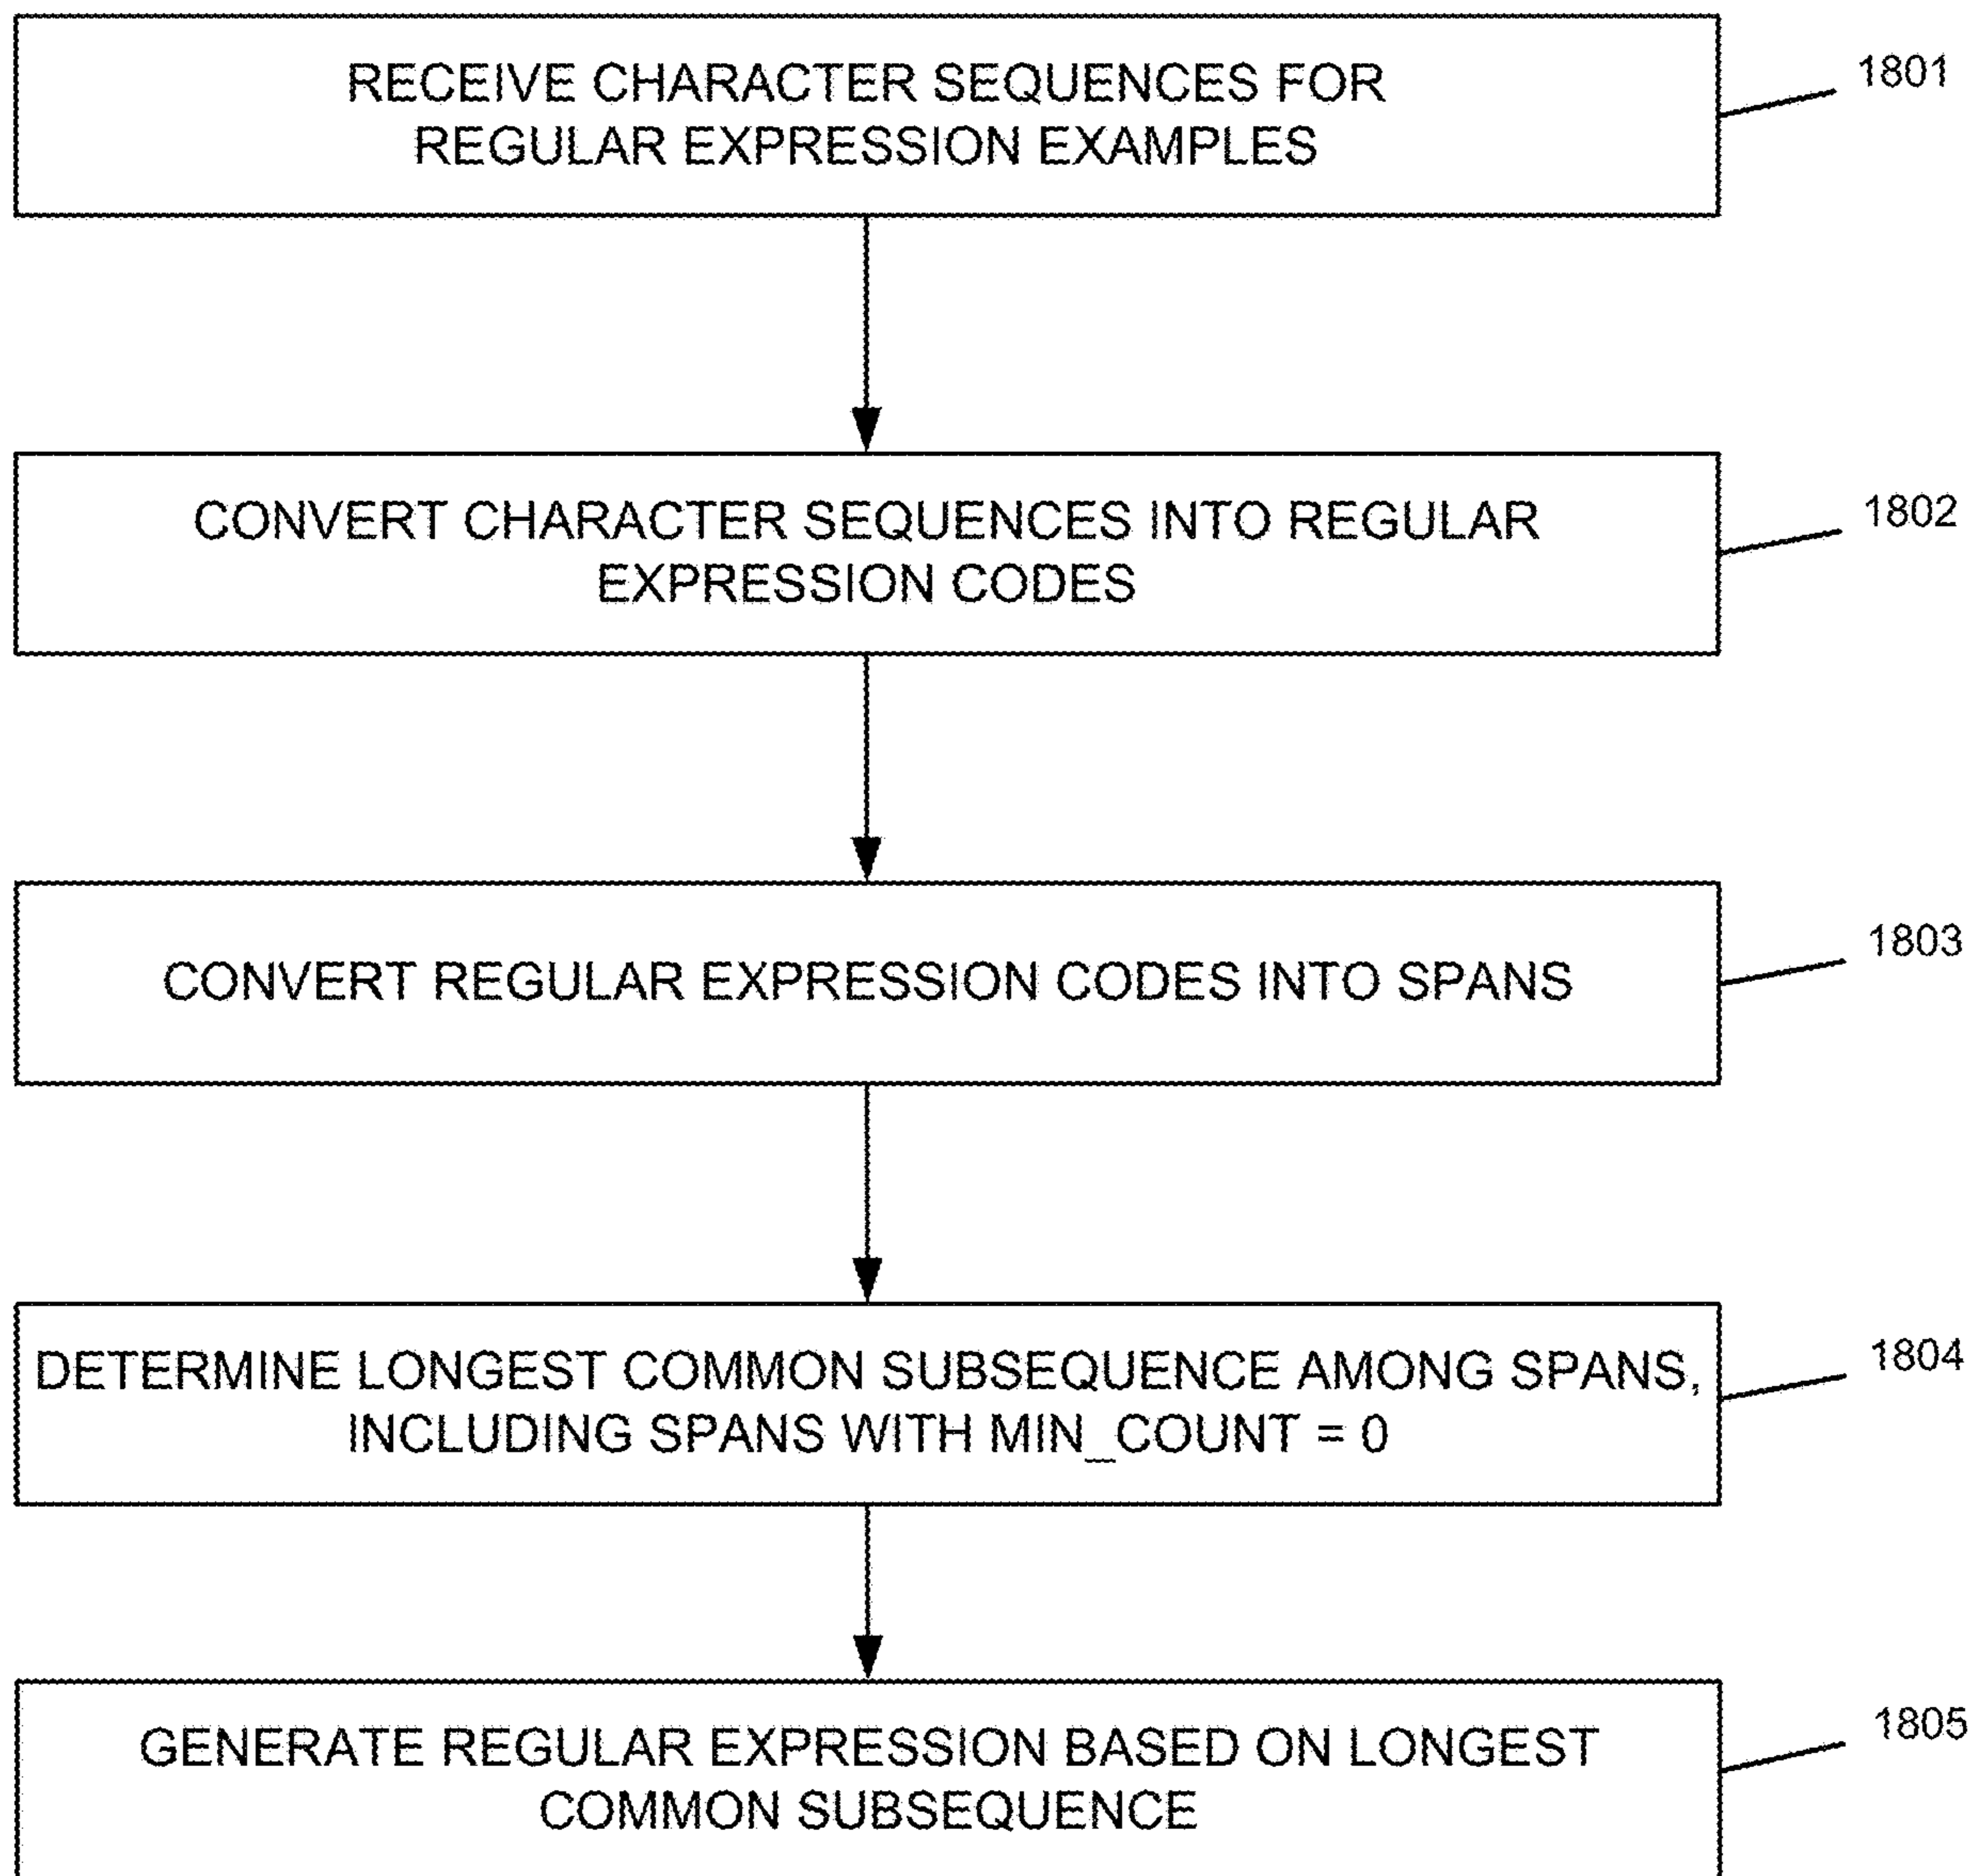 RECEIVE CHARACTER SEQUENCES FOR
REGULAR EXPRESSION EXAMPLES
1801
CONVERT CHARACTER SEQUENCES INTO REGULAR
EXPRESSION CODES
1802
CONVERT REGULAR EXPRESSION CODES INTO SPANS
1803
DETERMINE LONGEST COMMON SUBSEQUENCE AMONG SPANS,
INCLUDING SPANS WITH MIN_COUNT = 0
1804
GENERATE REGULAR EXPRESSION BASED ON LONGEST
COMMON SUBSEQUENCE
1805